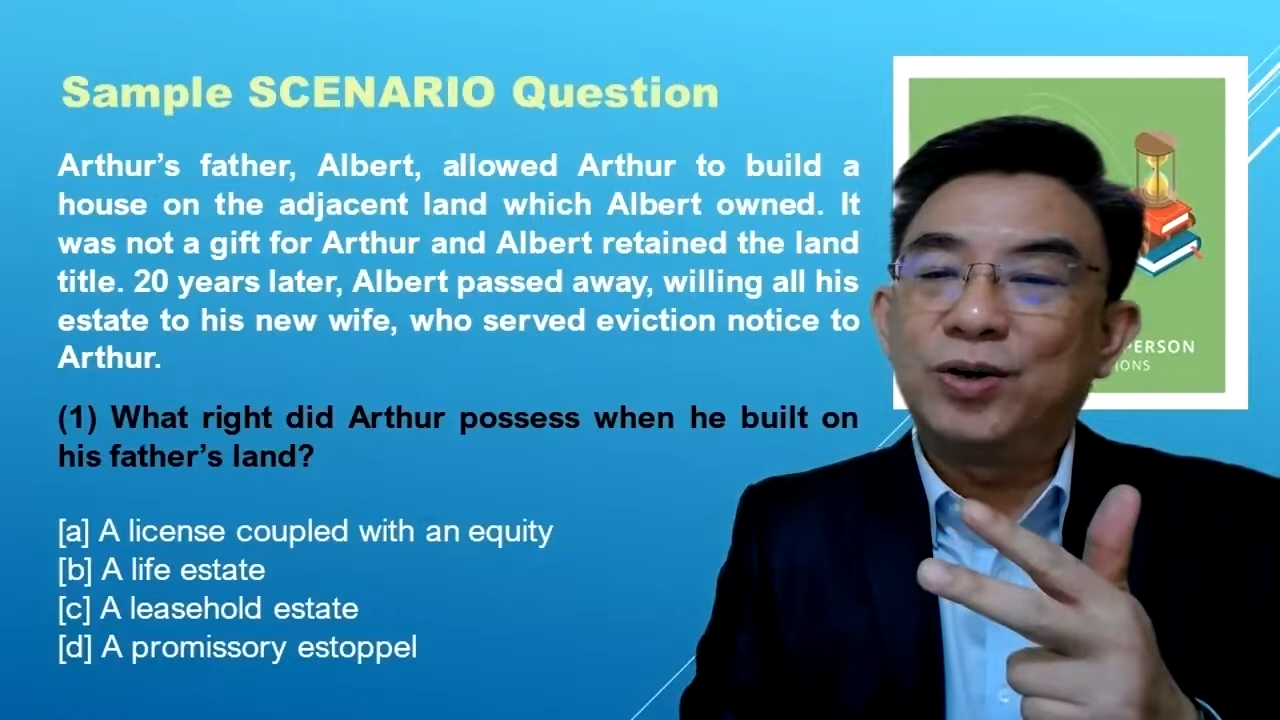 Sample SCENARIO Question
Arthur’s father, Albert, allowed Arthur to build a
house on the adjacent land which Albert owned. It
was not a gift for Arthur and Albert retained the land
title. 20 years later, Albert passed away, willing all his
estate to his new wife, who served eviction notice to
Arthur.
(1) What right did Arthur possess when he built on
his father’s land?
[a] A license coupled with an equity
[b] A life estate
[c] A leasehold estate
[d] A promissory estoppel